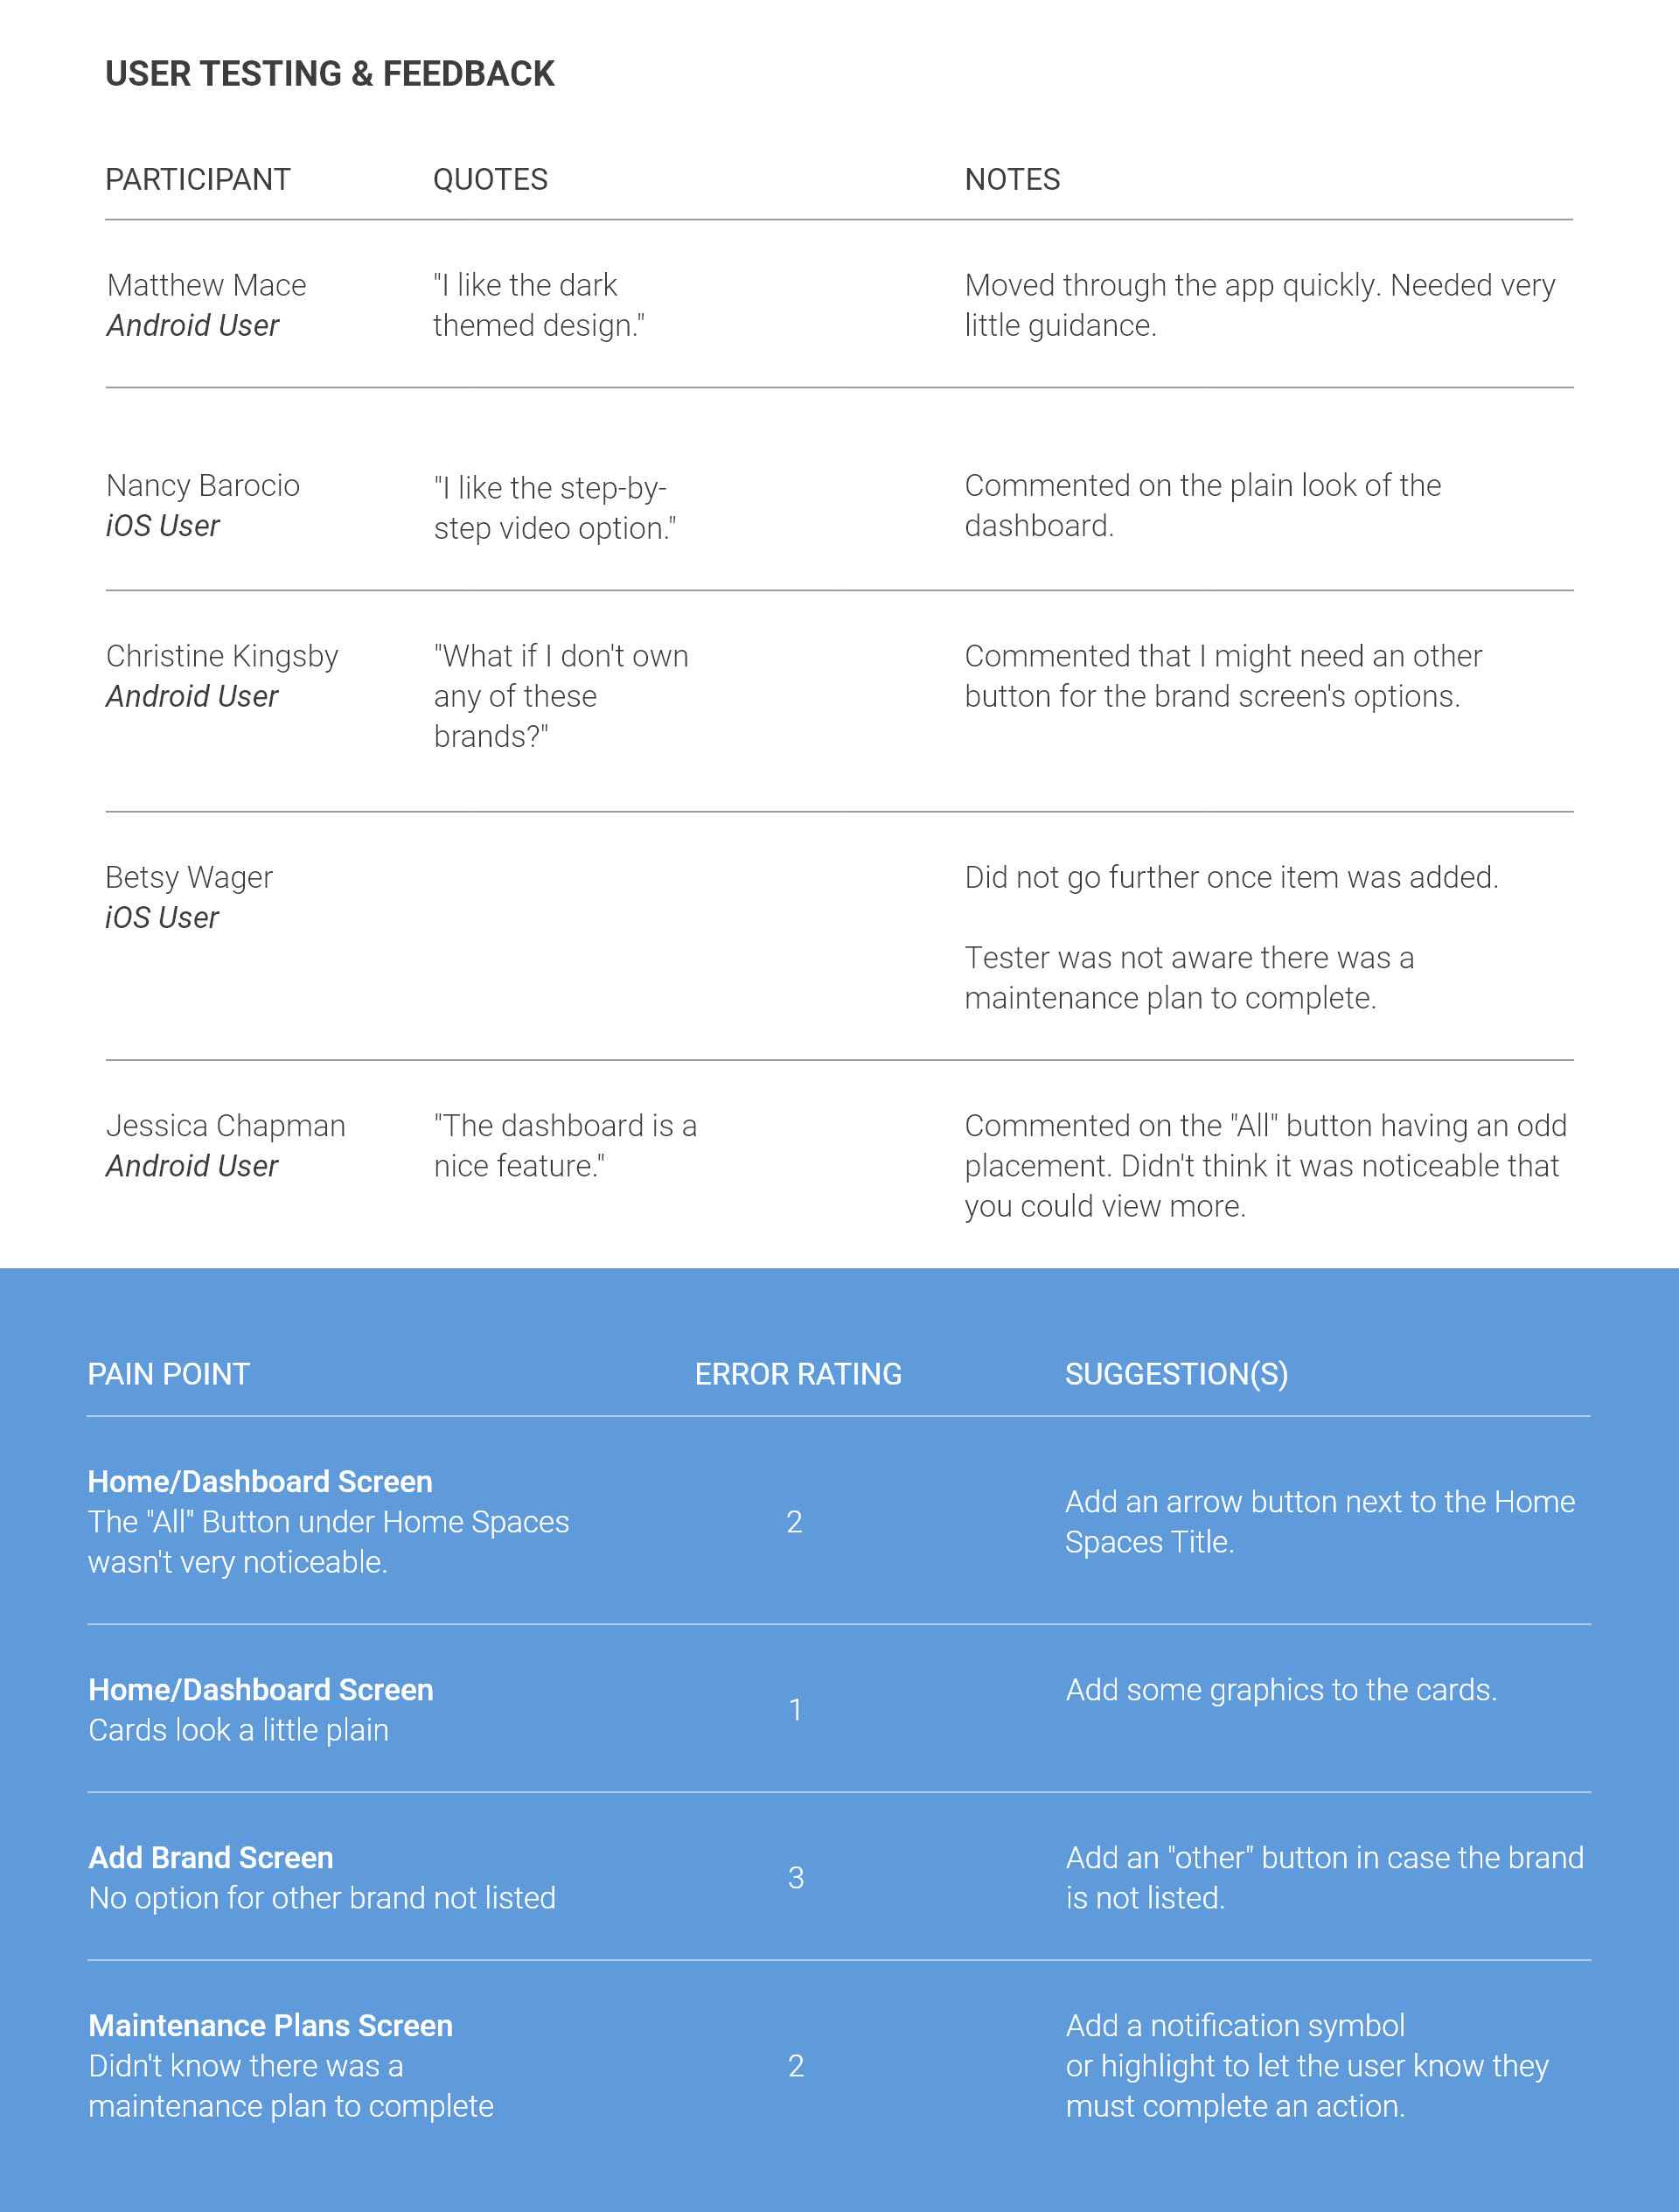 USER TESTING & FEEDBACK
PARTICIPANT
QUOTES
NOTES
Matthew Mace
Android User
"I like the dark
themed design."
Moved through the app quickly. Needed very
little guidance.
Nancy Barocio
iOS User
"I like the step-by-
step video option."
Commented on the plain look of the
dashboard.
Christine Kingsby
Android User
"What if I don't own
any of these
brands?"
Commented that I might need an other
button for the brand screen's options.
Betsy Wager
iOS User
Did not go further once item was added.
Tester was not aware there was a
maintenance plan to complete.
Jessica Chapman
Android User
"The dashboard is a
nice feature."
Commented on the "All" button having an odd
placement. Didn't think it was noticeable that
you could view more.
PAIN POINT
ERROR RATING
SUGGESTION(S)
Home/Dashboard Screen
The "All" Button under Home Spaces
wasn't very noticeable.
2
Add an arrow button next to the Home
Spaces Title.
Home/Dashboard Screen
Cards look a little plain
1
Add some graphics to the cards.
Add Brand Screen
No option for other brand not listed
3
Add an "other" button in case the brand
is not listed.
Maintenance Plans Screen
Didn't know there was a
maintenance plan to complete
2
Add a notification symbol
or highlight to let the user know they
must complete an action.